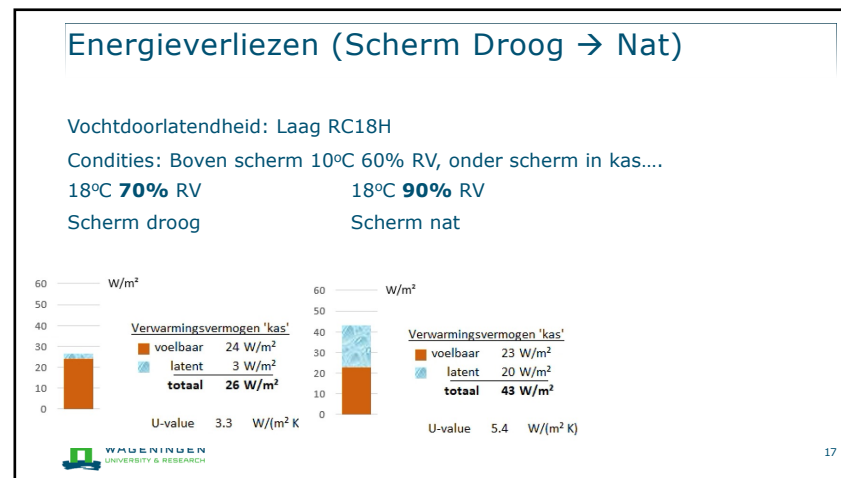 Energieverliezen (Scherm Droog → Nat)
Vochtdoorlatendheid: Laag RC18H
Condities: Boven scherm 10°C 60% RV, onder scherm in kas….
18°C 70% RV 18°C 90% RV
Scherm droog Scherm nat
W/m²
60
50
40
30
20
10
0
Verwarmingsvermogen 'kas'
voelbaar 24 W/m²
latent 3 W/m²
totaal 26 W/m²
U-value 3.3 W/(m² K
W/m²
60
50
40
30
20
10
0
Verwarmingsvermogen 'kas'
voelbaar 23 W/m²
latent 20 W/m²
totaal 43 W/m²
U-value 5.4 W/(m² K)
WAGENINGEN
UNIVERSITY & RESEARCH
17